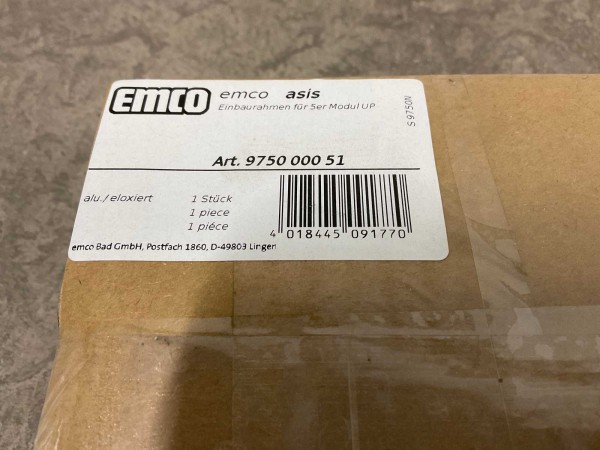 EMCO
emco asis
Einbaurahmen für 5er Modul UP
S 9750N
Art. 9750 000 51
alu./eloxiert 1 Stück
1 piece
1 piéce
4 018445 091770
emco Bad GmbH, Postfach 1860, D-49803 Lingen